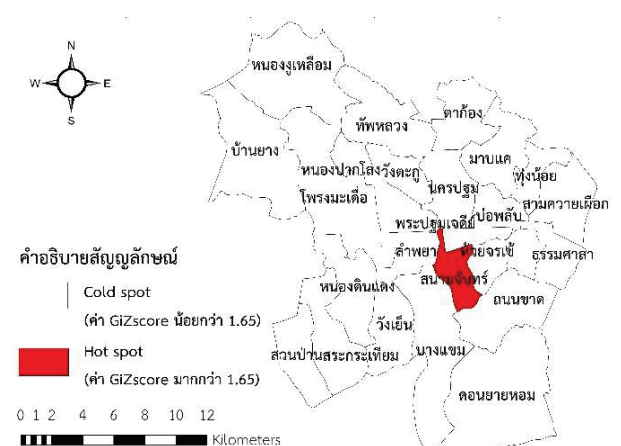 N
W E
S
หนองงูเหลือม
ตาก้อง
ทัพหลวง
บ้านยาง
มาบแค
หนองปากโลง วังตะกู
ทุ่งน้อย
นครปฐม
โพรงมะเดื่อ
สามควายเผือก
พระปฐมเจดีย์ บ่อพลับ
ลำพยา ห้วยจรเข้ ธรรมศาลา
คำอธิบายสัญญลักษณ์
สนามจันทร์
หนองดินแดง
Cold spot
ถนนขาด
(ค่า GiZscore น้อยกว่า 1.65)
วังเย็น
Hot spot
สวนป่าน สระกระเทียม บางแขม
(ค่า GiZscore มากกว่า 1.65)
ดอนยายหอม
0 1 2 4 6 8 10 12
Kilometers